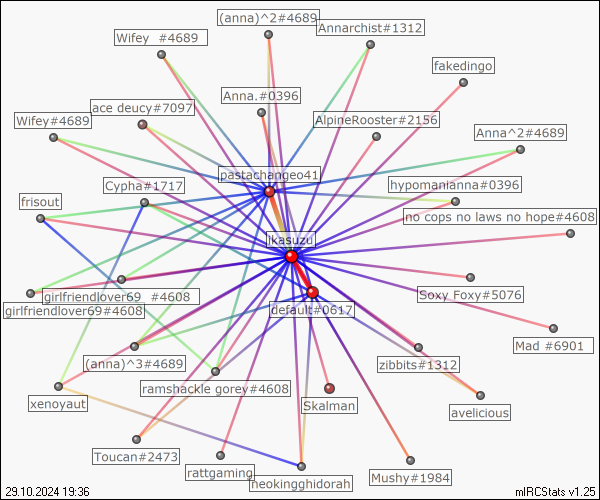 (anna)^2#4689
Annarchist#1312
Wifey  #4689
fakedingo
Anna.#0396
ace deucy#7097
Wifey#4689
AlpineRooster#2156
Anna^2#4689
pastachangeo41
Cypha#1717
hypomanianna#0396
frisout
no cops no laws no hope#4608
jkasuzu
girlfriendlover69  #4608
Soxy Foxy#5076
girlfriendlover69#4608
default#0617
Mad #6901
(anna)^3#4689
zibbits#1312
ramshackle gorey#4608
xenoyaut
Skalman
avelicious
Toucan#2473
rattgaming
Mushy#1984
neokingghidorah
29.10.2024 19:36
mIRCStats v1.25